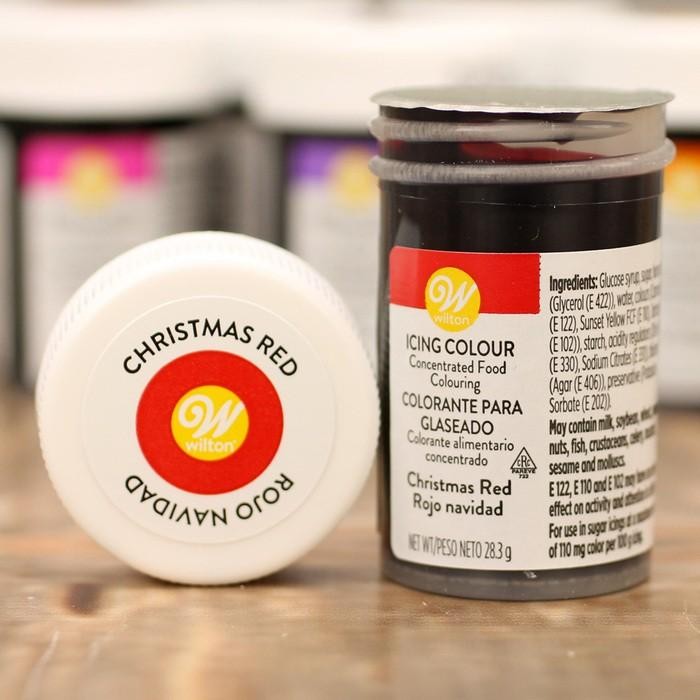 CHRISTMAS RED
wilton
ROJO NAVIDAD
wilton
ICING COLOUR
Concentrated Food
Colouring
COLORANTE PARA
GLASEADO
Colorante alimentario
concentrado
Christmas Red
Rojo navidad
NET WT/PESO NETO 28.3 g
PAREVE
Ingredients: Glucose syrup, sugar,
(Glycerol (E 422)), water,
(E 122), Sunset Yellow FCF (E
(E 102)), starch, acidity
(E 330), Sodium Citrates (E
(Agar (E 406)), preservative
Sorbate (E 202)).
May contain milk, soybean,
nuts, fish, crustaceans,
sesame and molluscs.
E 122, E 110 and E 102 may
effect on activity and
For use in sugar icings at a
of 110 mg color per 100 g